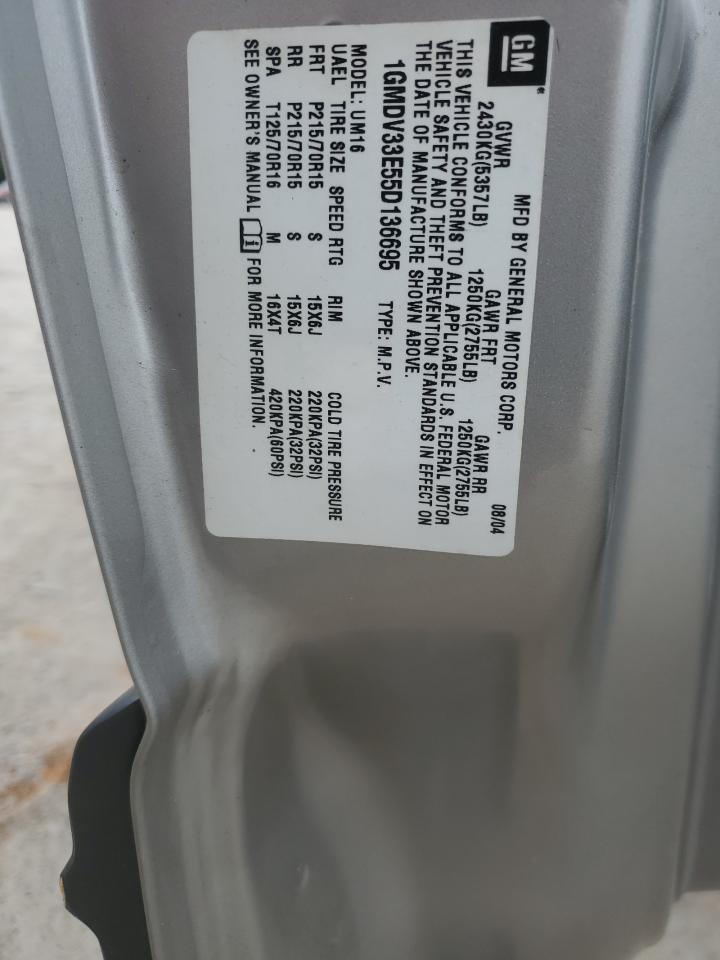 GM
MFD BY GENERAL MOTORS CORP. 08/04
GVWR GAWR FRT GAWR RR
2430KG(5357LB) 1250KG(2755LB) 1250KG(2755LB)
THIS VEHICLE CONFORMS TO ALL APPLICABLE U.S. FEDERAL MOTOR
VEHICLE SAFETY AND THEFT PREVENTION STANDARDS IN EFFECT ON
THE DATE OF MANUFACTURE SHOWN ABOVE.
1GMDV33E55D136695 TYPE: M.P.V.
MODEL: UM16
UAEL TIRE SIZE SPEED RTG RIM COLD TIRE PRESSURE
FRT P215/70R15 S 15X6J 220KPA(32PSI)
RR P215/70R15 S 15X6J 220KPA(32PSI)
SPA T125/70R16 M 16X4T 420KPA(60PSI)
SEE OWNER'S MANUAL i FOR MORE INFORMATION.